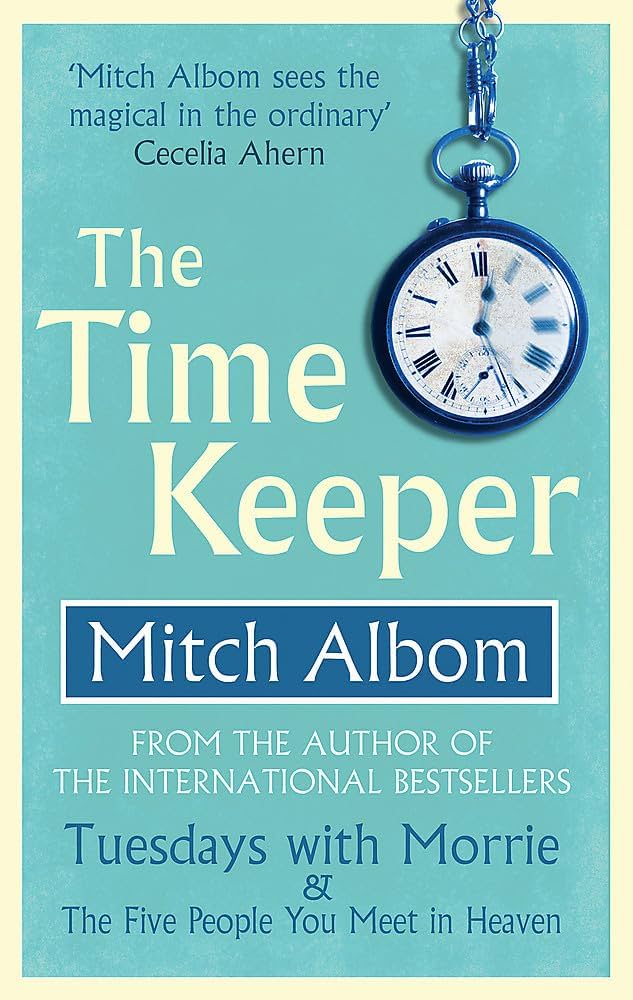 ‘Mitch Albom sees the
magical in the ordinary’
Cecelia Ahern
The
Time
Keeper
Mitch Albom
FROM THE AUTHOR OF
THE INTERNATIONAL BESTSELLERS
Tuesdays with Morrie
&
The Five People You Meet in Heaven